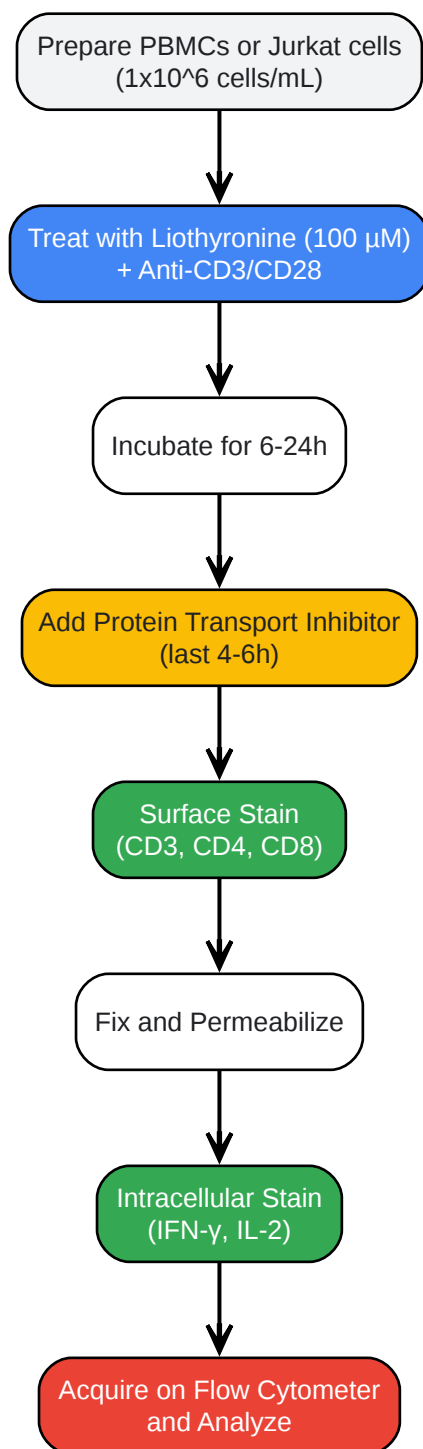 Prepare PBMCs or Jurkat cells
(1x10^6 cells/mL)
Treat with Liothyronine (100 μM)
+ Anti-CD3/CD28
Incubate for 6-24h
Add Protein Transport Inhibitor
(last 4-6h)
Surface Stain
(CD3, CD4, CD8)
Fix and Permeabilize
Intracellular Stain
(IFN-γ, IL-2)
Acquire on Flow Cytometer
and Analyze